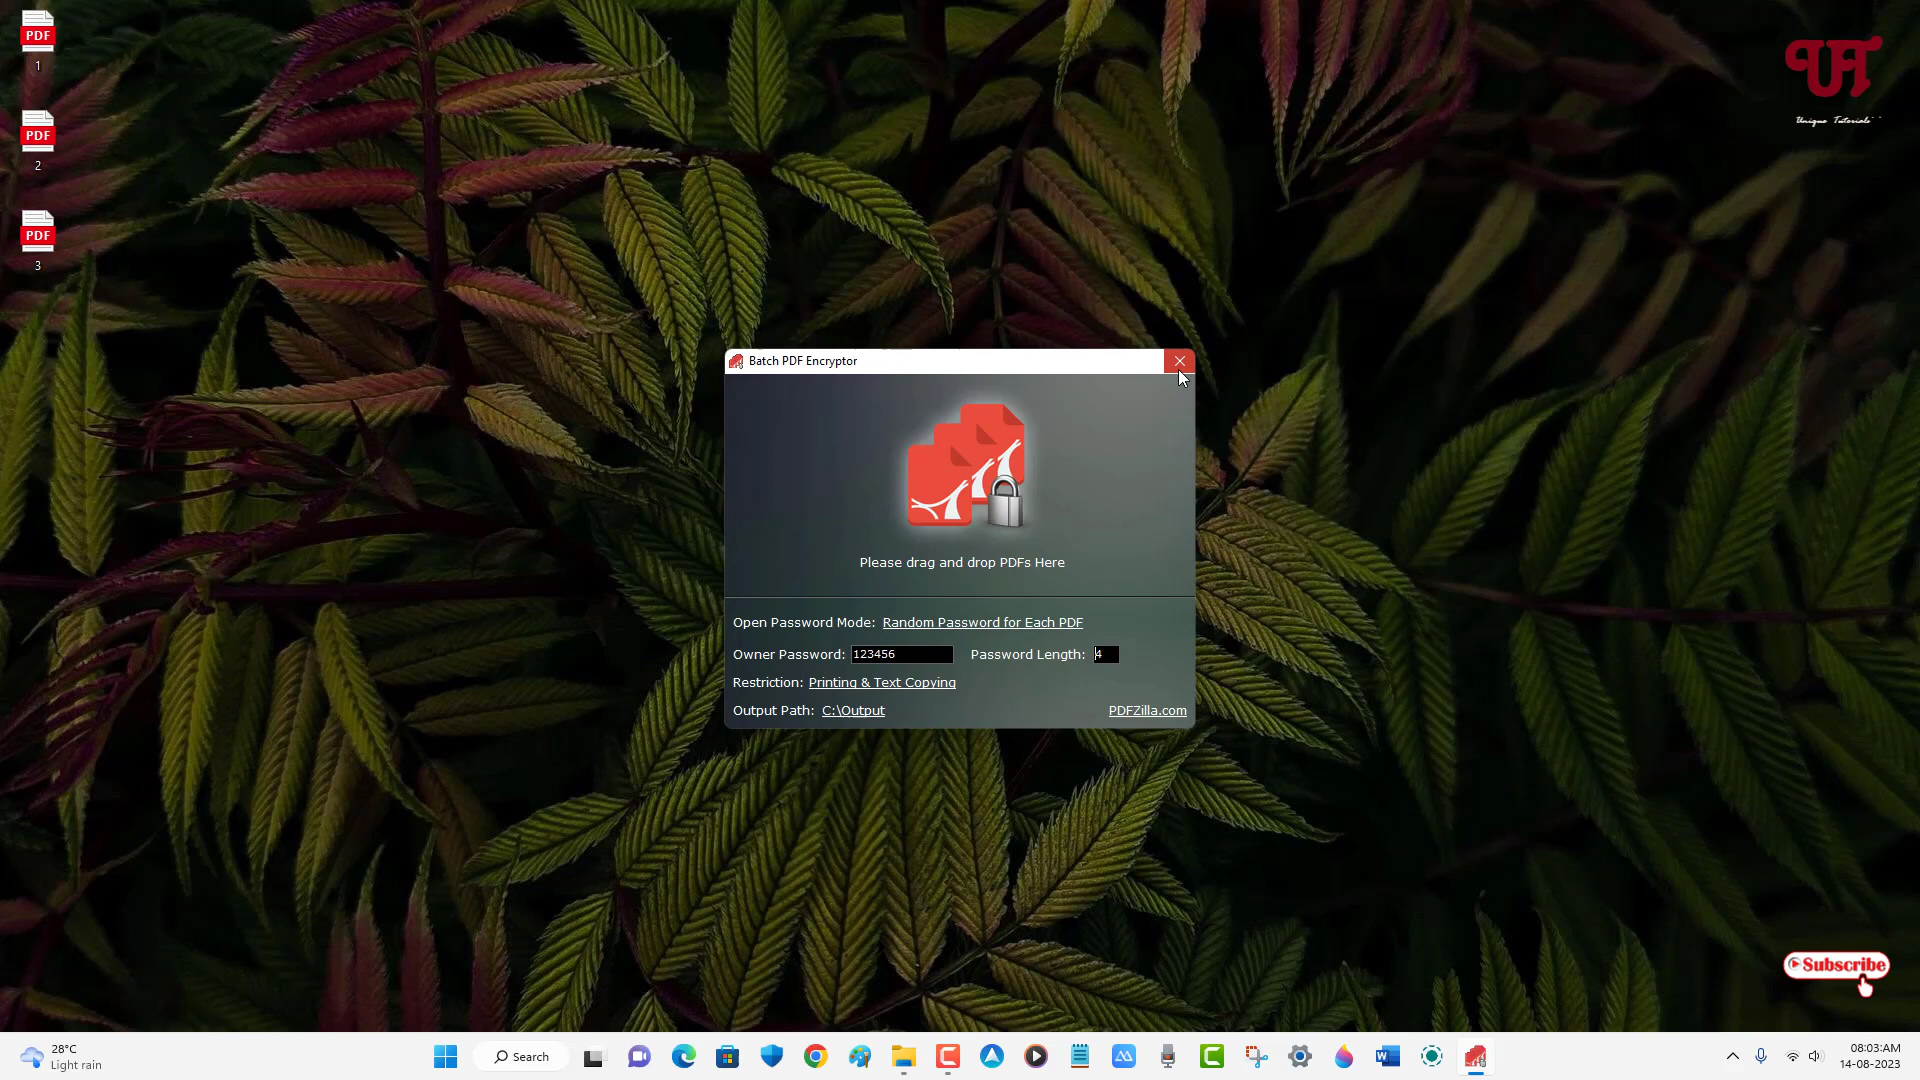 PDF
1
PDF
2
PDF
3
UT
Unique Tutorials
Batch PDF Encryptor
Please drag and drop PDFs Here
Open Password Mode: Random Password for Each PDF
Owner Password: 123456 Password Length: 4
Restriction: Printing & Text Copying
Output Path: C:\Output PDFZilla.com
Subscribe
28°C
Light rain
Search
08:03:AM
14-08-2023